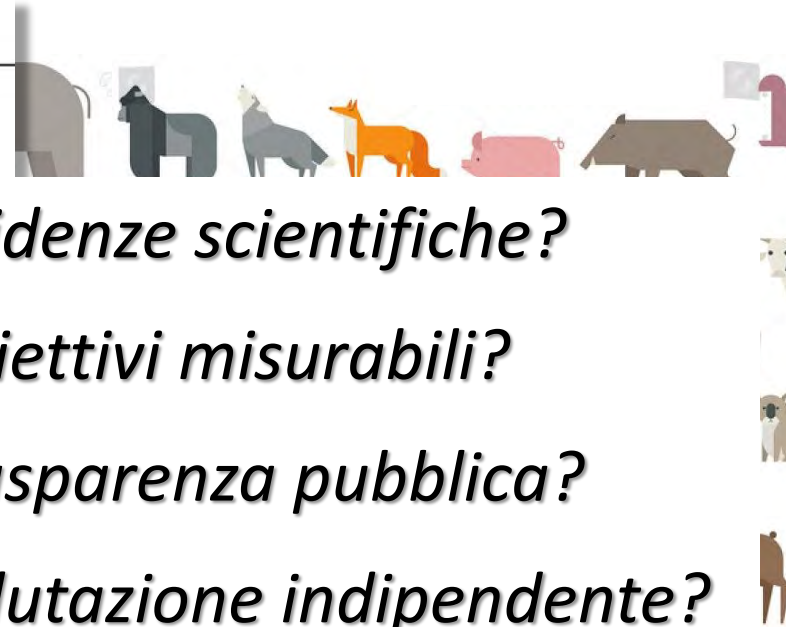 idenze scientifiche?
iettivi misurabili?
sparenza pubblica?
lutazione indipendente?